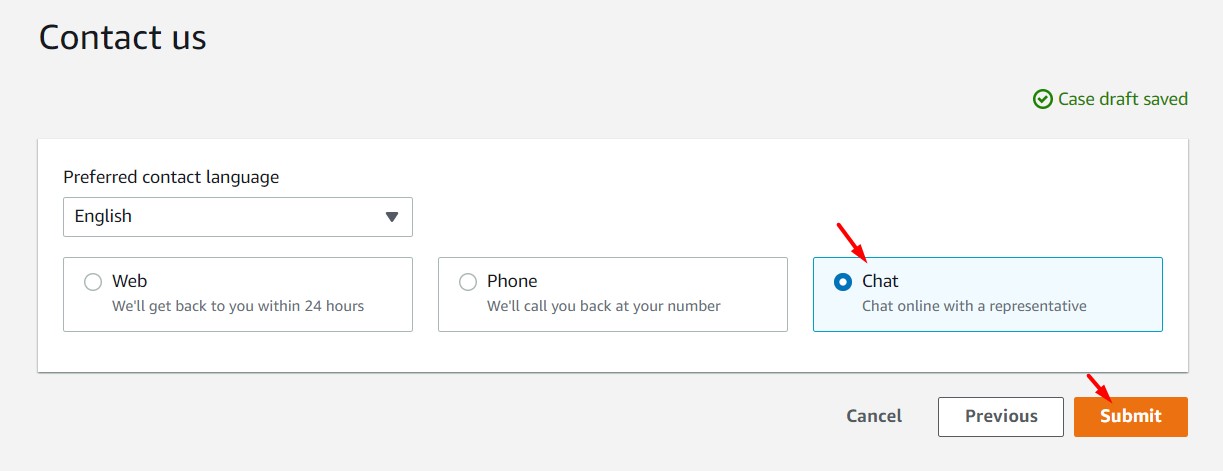 Contact us
Case draft saved
Preferred contact language
English
Web
We'll get back to you within 24 hours
Phone
We'll call you back at your number
Chat
Chat online with a representative
Cancel
Previous
Submit